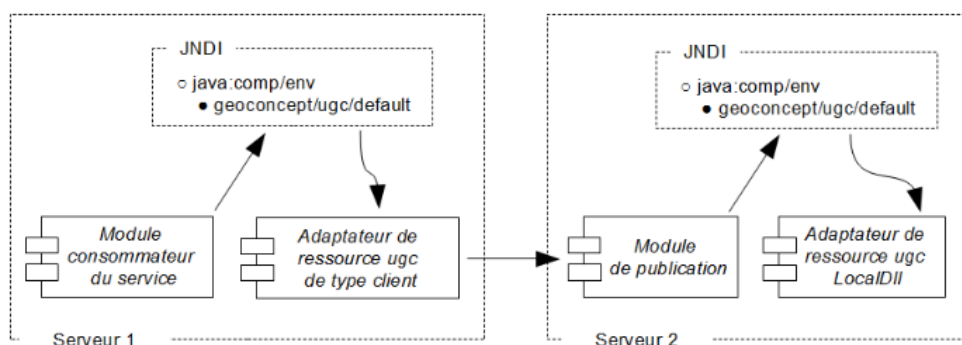 JNDI
○ java:comp/env
● geoconcept/ugc/default
Module
consommateur
du service
Adaptateur de
ressource ugc
de type client
Serveur 1
JNDI
○ java:comp/env
● geoconcept/ugc/default
Module
de publication
Adaptateur de
ressource ugc
LocalDll
Serveur 2